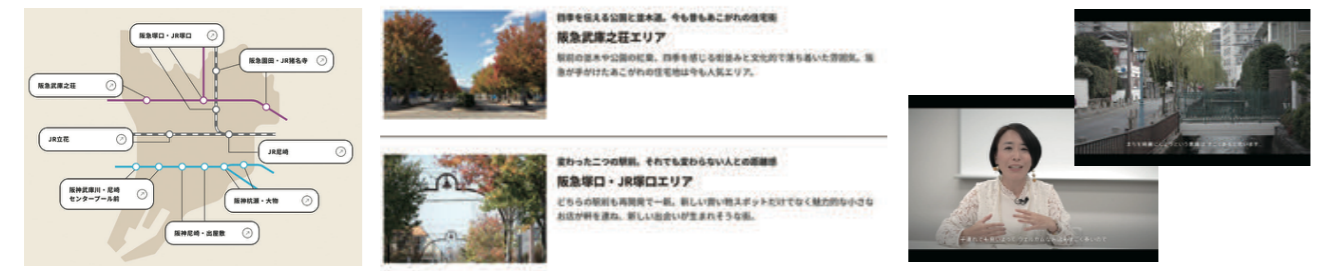 阪急塚口・JR塚口
阪急園田・JR猪名寺
阪急武庫之荘
JR立花
JR尼崎
阪神武庫川・尼崎
センタープール前
阪神杭瀬・大物
阪神尼崎・出屋敷
四季を伝える公園と並木道。今も昔もあこがれの住宅街
阪急武庫之荘エリア
駅前の並木や公園の紅葉、四季を感じる街並みと文化的で落ち着いた雰囲気。阪
急が手がけたあこがれの住宅地は今も人気エリア。
変わった二つの駅前。それでも変わらない人との距離感
阪急塚口・JR塚口エリア
どちらの駅前も再開発で一新。新しい買い物スポットだけでなく魅力的な小さな
お店が軒を連ね、新しい出会いが生まれそうな街。